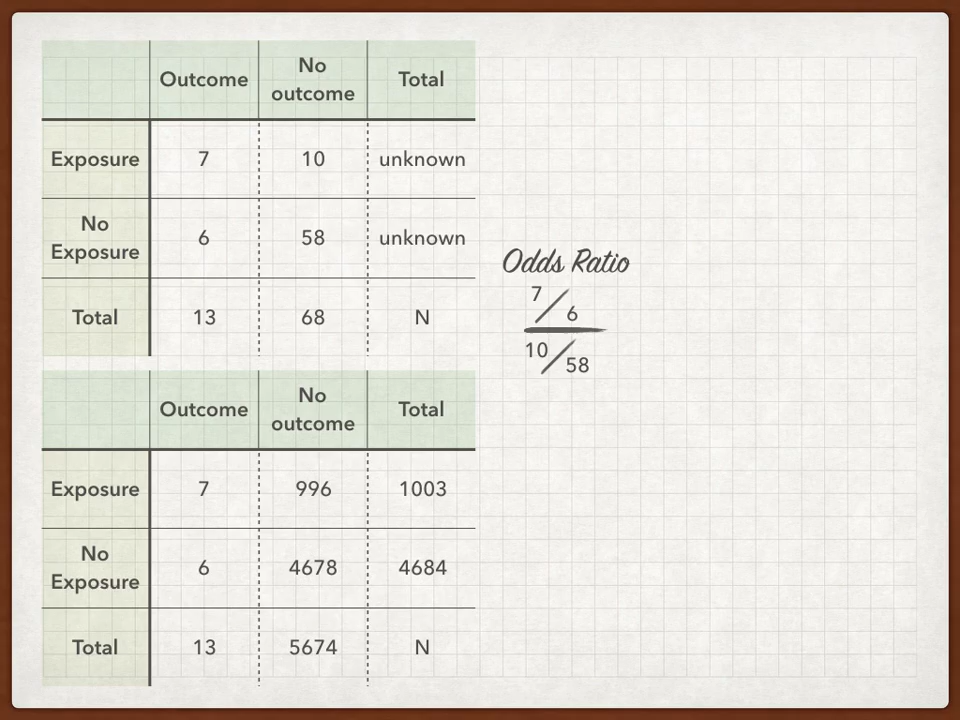 Outcome No outcome Total
Exposure 7 10 unknown
No Exposure 6 58 unknown
Total 13 68 N
Odds Ratio
7 / 6
10 / 58
Outcome No outcome Total
Exposure 7 996 1003
No Exposure 6 4678 4684
Total 13 5674 N